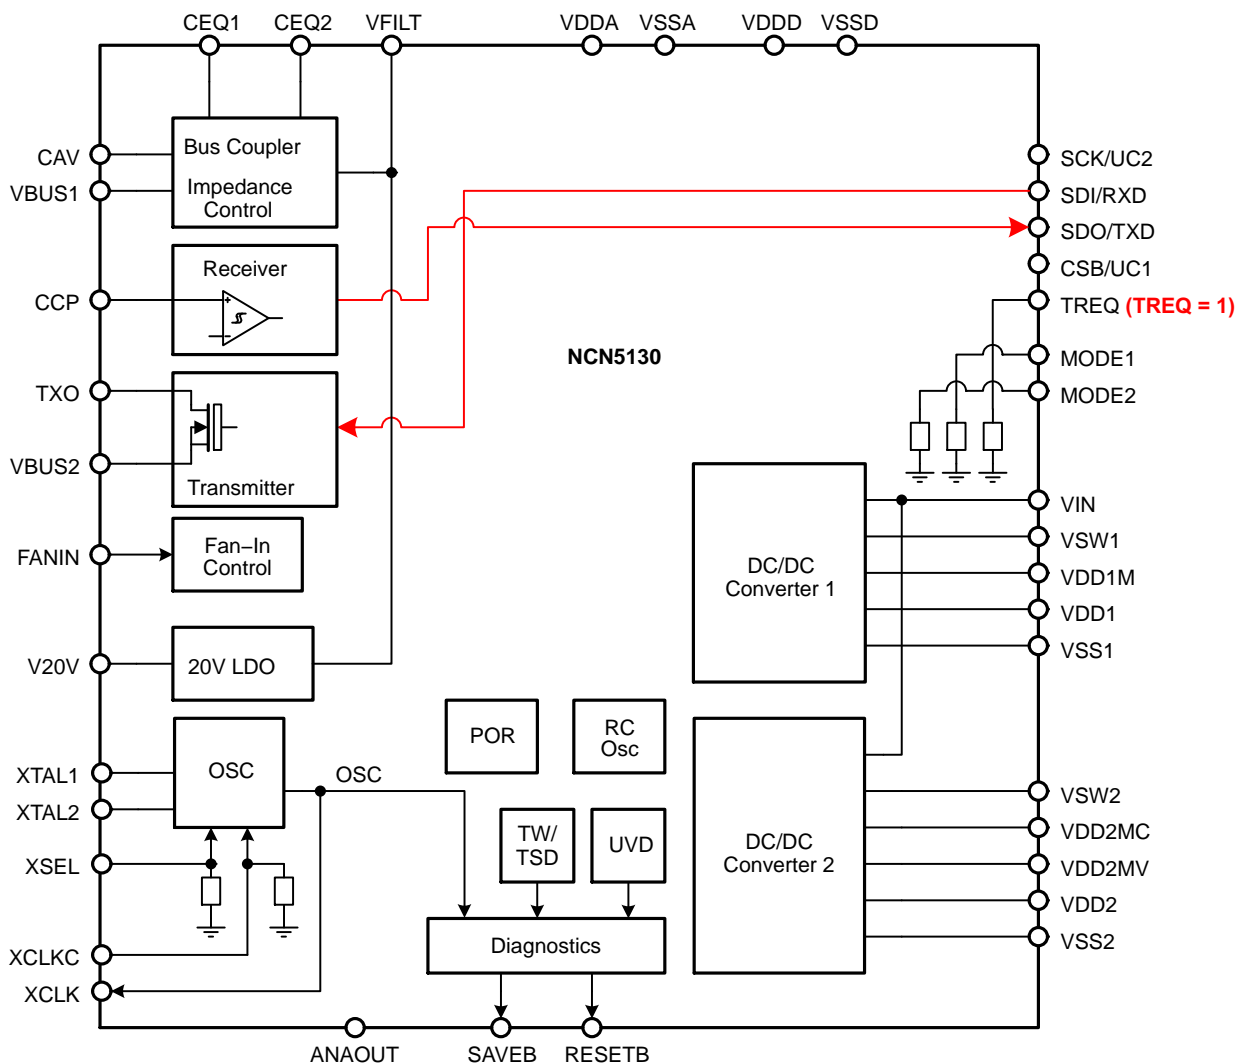 CEQ1 CEQ2 VFILT VDDA VSSA VDDD VSSD
CAV
VBUS1
Bus Coupler
Impedance
Control
SCK/UC2
SDI/RXD
SDO/TXD
CSB/UC1
TREQ (TREQ = 1)
MODE1
MODE2
CCP
Receiver
+
−
NCN5130
TXO
VBUS2
Transmitter
FANIN
Fan−In
Control
V20V
20V LDO
DC/DC
Converter 1
VIN
VSW1
VDD1M
VDD1
VSS1
POR
RC
Osc
XTAL1
XTAL2
OSC
OSC
XSEL
TW/
TSD
UVD
DC/DC
Converter 2
VSW2
VDD2MC
VDD2MV
VDD2
VSS2
XCLKC
XCLK
Diagnostics
ANAOUT SAVEB RESETB